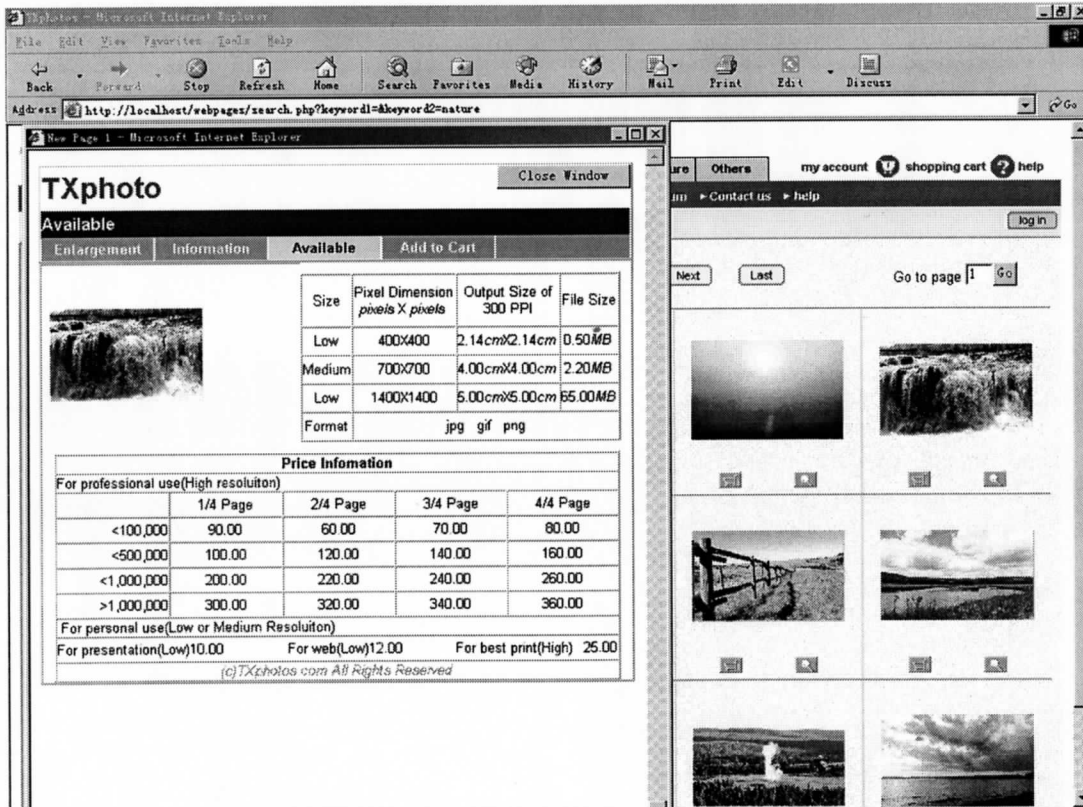 TXphotos - Microsoft Internet Explorer
File Edit View Favorites Tools Help
Back Forward Stop Refresh Home Search Favorites Media History Mail Print Edit Discuss
Address http://localhost/webpages/search.php?keyword1=&keyword2=nature Go
New Page 1 - Microsoft Internet Explorer
TXphoto
Close Window
Available
Enlargement Information Available Add to Cart
Size Pixel Dimension pixels X pixels Output Size of 300 PPI File Size
Low 400X400 2.14cmX2.14cm 0.50MB
Medium 700X700 4.00cmX4.00cm 2.20MB
Low 1400X1400 5.00cmX5.00cm 65.00MB
Format jpg gif png
Price Infomation
For professional use(High resoluiton)
1/4 Page 2/4 Page 3/4 Page 4/4 Page
<100,000 90.00 60.00 70.00 80.00
<500,000 100.00 120.00 140.00 160.00
<1,000,000 200.00 220.00 240.00 260.00
>1,000,000 300.00 320.00 340.00 360.00
For personal use(Low or Medium Resoluiton)
For presentation(Low)10.00 For web(Low)12.00 For best print(High) 25.00
(c)TXphotos.com All Rights Reserved
ure Others my account shopping cart ? help
um Contact us help
log in
Next Last Go to page 1 Go